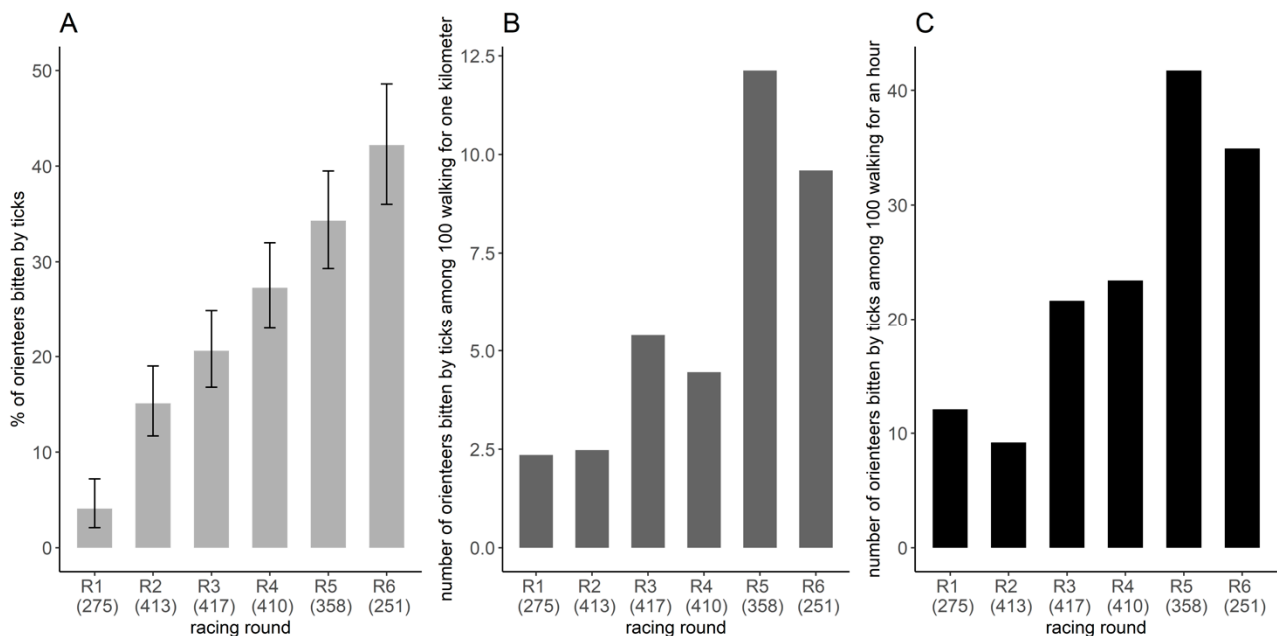 A
% of orienteers bitten by ticks
50
40
30
20
10
0
R1 R2 R3 R4 R5 R6
(275) (413) (417) (410) (358) (251)
racing round
B
number of orienteers bitten by ticks among 100 walking for one kilometer
12.5
10.0
7.5
5.0
2.5
0.0
R1 R2 R3 R4 R5 R6
(275) (413) (417) (410) (358) (251)
racing round
C
number of orienteers bitten by ticks among 100 walking for an hour
40
30
20
10
0
R1 R2 R3 R4 R5 R6
(275) (413) (417) (410) (358) (251)
racing round